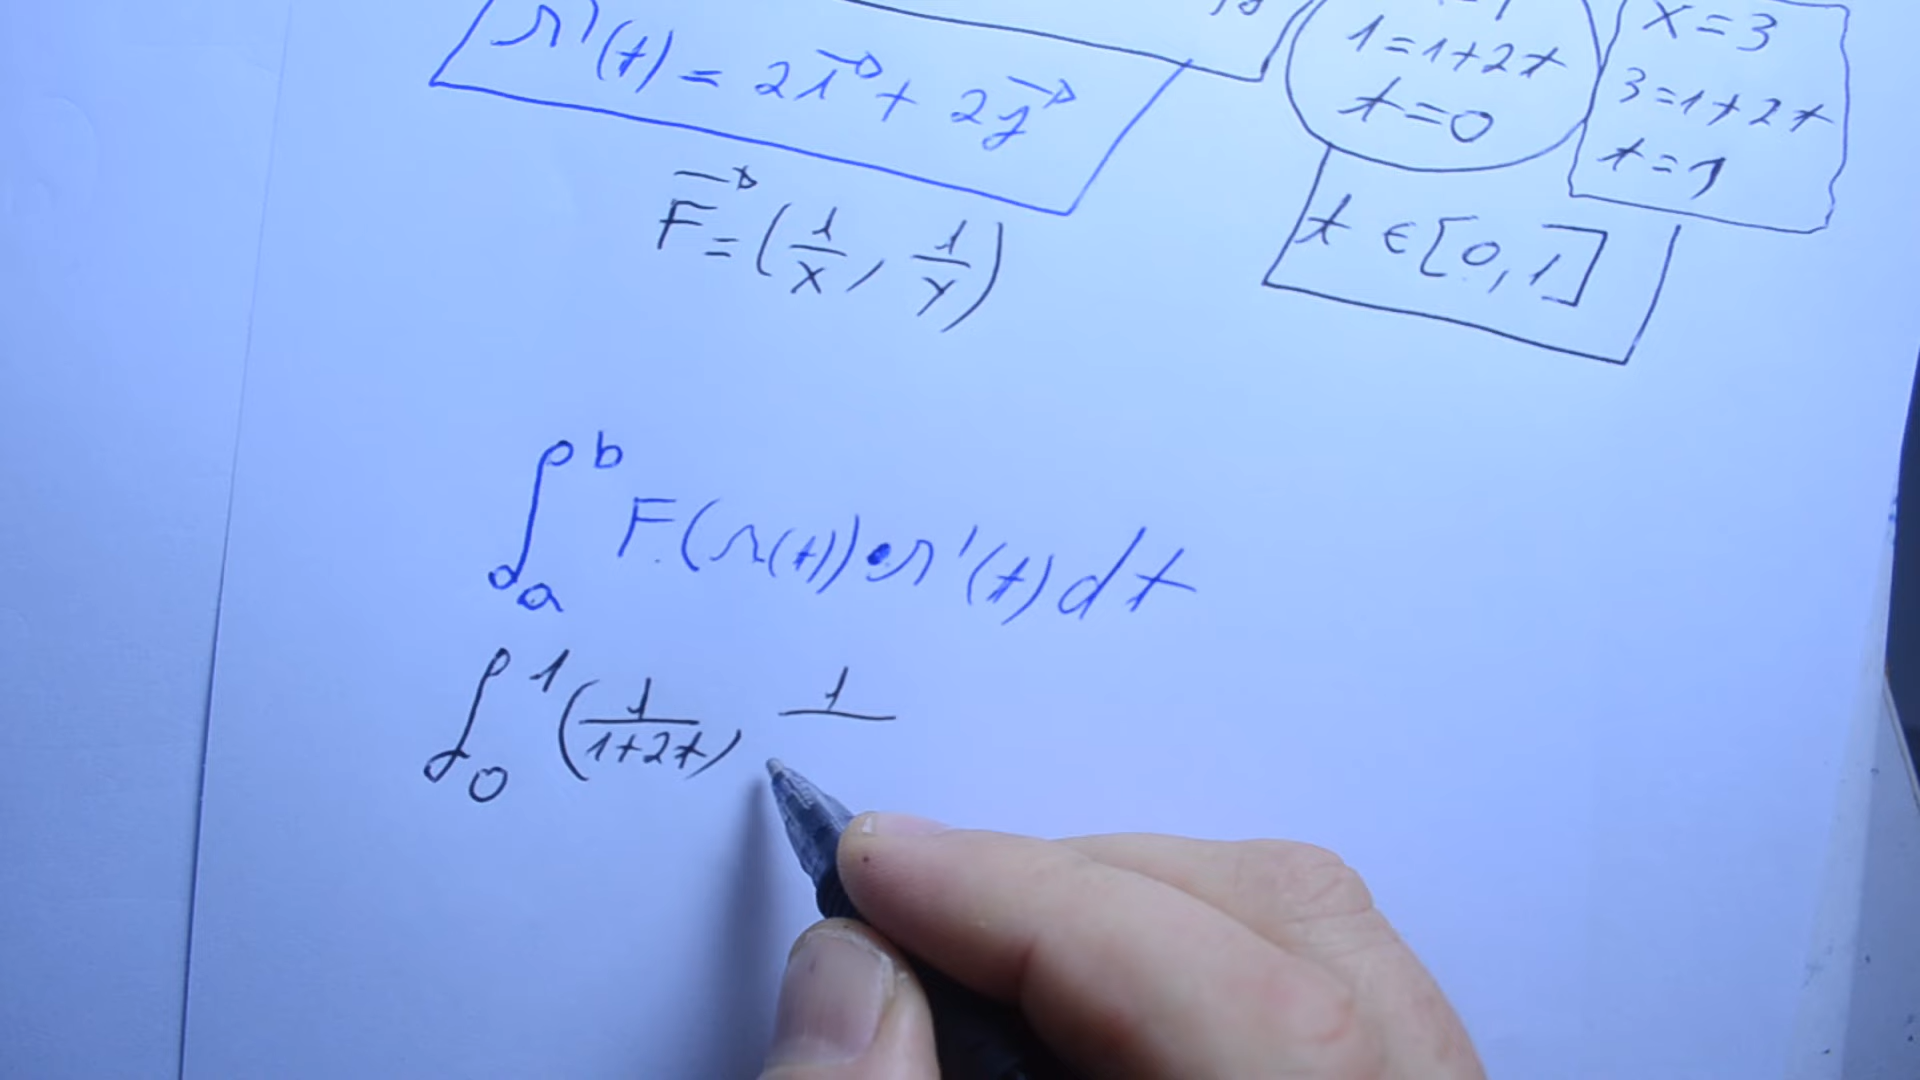 r'(t) = 2i + 2j
1=1+2t
t=0
x=3
3=1+2t
t=1
F=(1/x, 1/y)
t ∈ [0,1]
∫_a^b F(r(t))•r'(t)dt
∫_0^1 (1/(1+2t), 1/